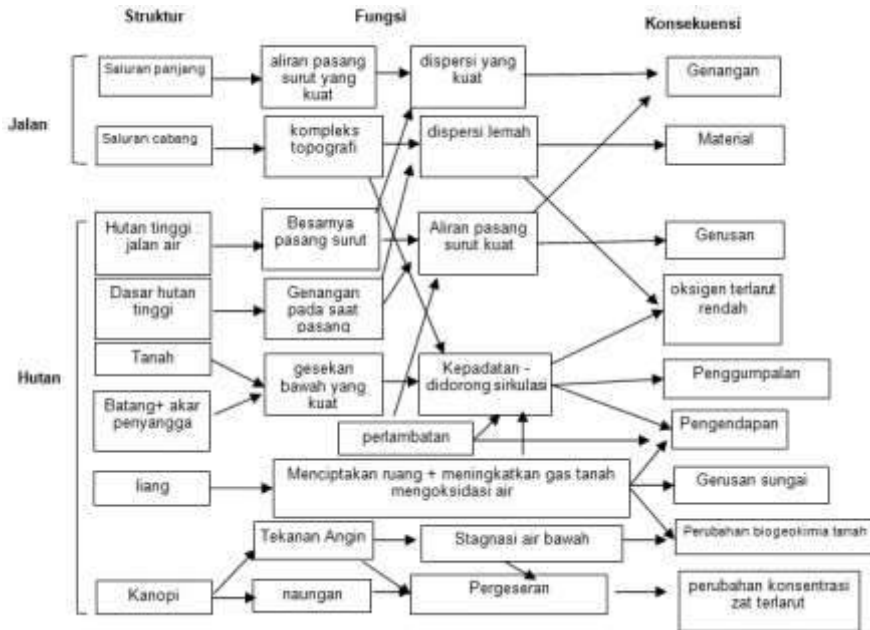 Struktur
Fungsi
Konsekuensi
Jalan
Saluran panjang
aliran pasang
surut yang
kuat
dispersi yang
kuat
Genangan
Saluran cabang
kompleks
topografi
dispersi lemah
Material
Hutan
Hutan tinggi :
jalan air
Besarnya
pasang surut
Aliran pasang
surut kuat
Gerusan
Dasar hutan
tinggi
Genangan
pada saat
pasang
oksigen terlarut
rendah
Tanah
gesekan
bawah yang
kuat
Kepadatan -
didorong sirkulasi
Penggumpalan
Batang+ akar
penyangga
perlambatan
Pengendapan
liang
Menciptakan ruang + meningkatkan gas tanah
mengoksidasi air
Gerusan sungai
Tekanan Angin
Stagnasi air bawah
Perubahan biogeokimia tanah
Kanopi
naungan
Pergeseran
perubahan konsentrasi
zat terlarut